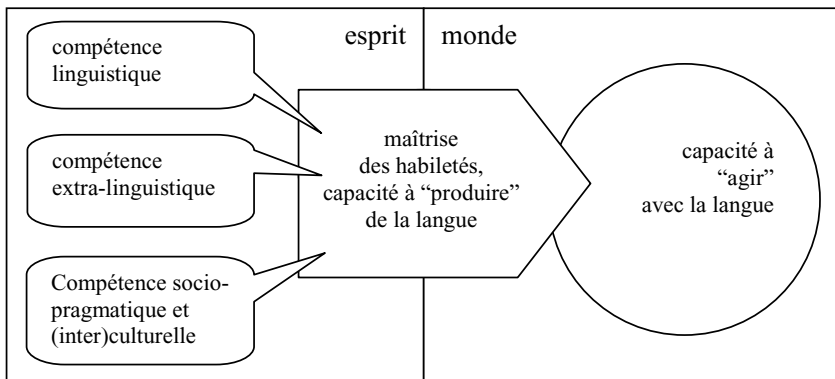 esprit
monde
compétence
linguistique
compétence
extra-linguistique
Compétence socio-
pragmatique et
(inter)culturelle
maîtrise
des habiletés,
capacité à “produire”
de la langue
capacité à
“agir”
avec la langue